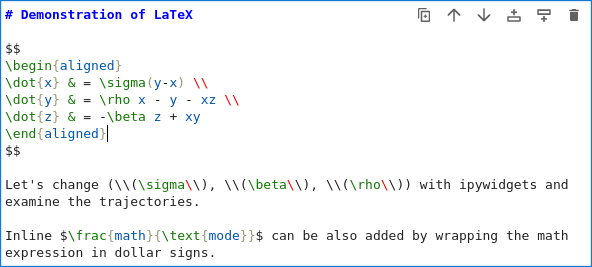 # Demonstration of LaTeX
$$
\begin{aligned}
\dot{x} & = \sigma(y-x) \\
\dot{y} & = \rho x - y - xz \\
\dot{z} & = -\beta z + xy
\end{aligned}
$$
Let's change (\\(\sigma\\), \\(\beta\\), \\(\rho\\)) with ipywidgets and
examine the trajectories.
Inline $\frac{math}{\text{mode}}$ can be also added by wrapping the math
expression in dollar signs.